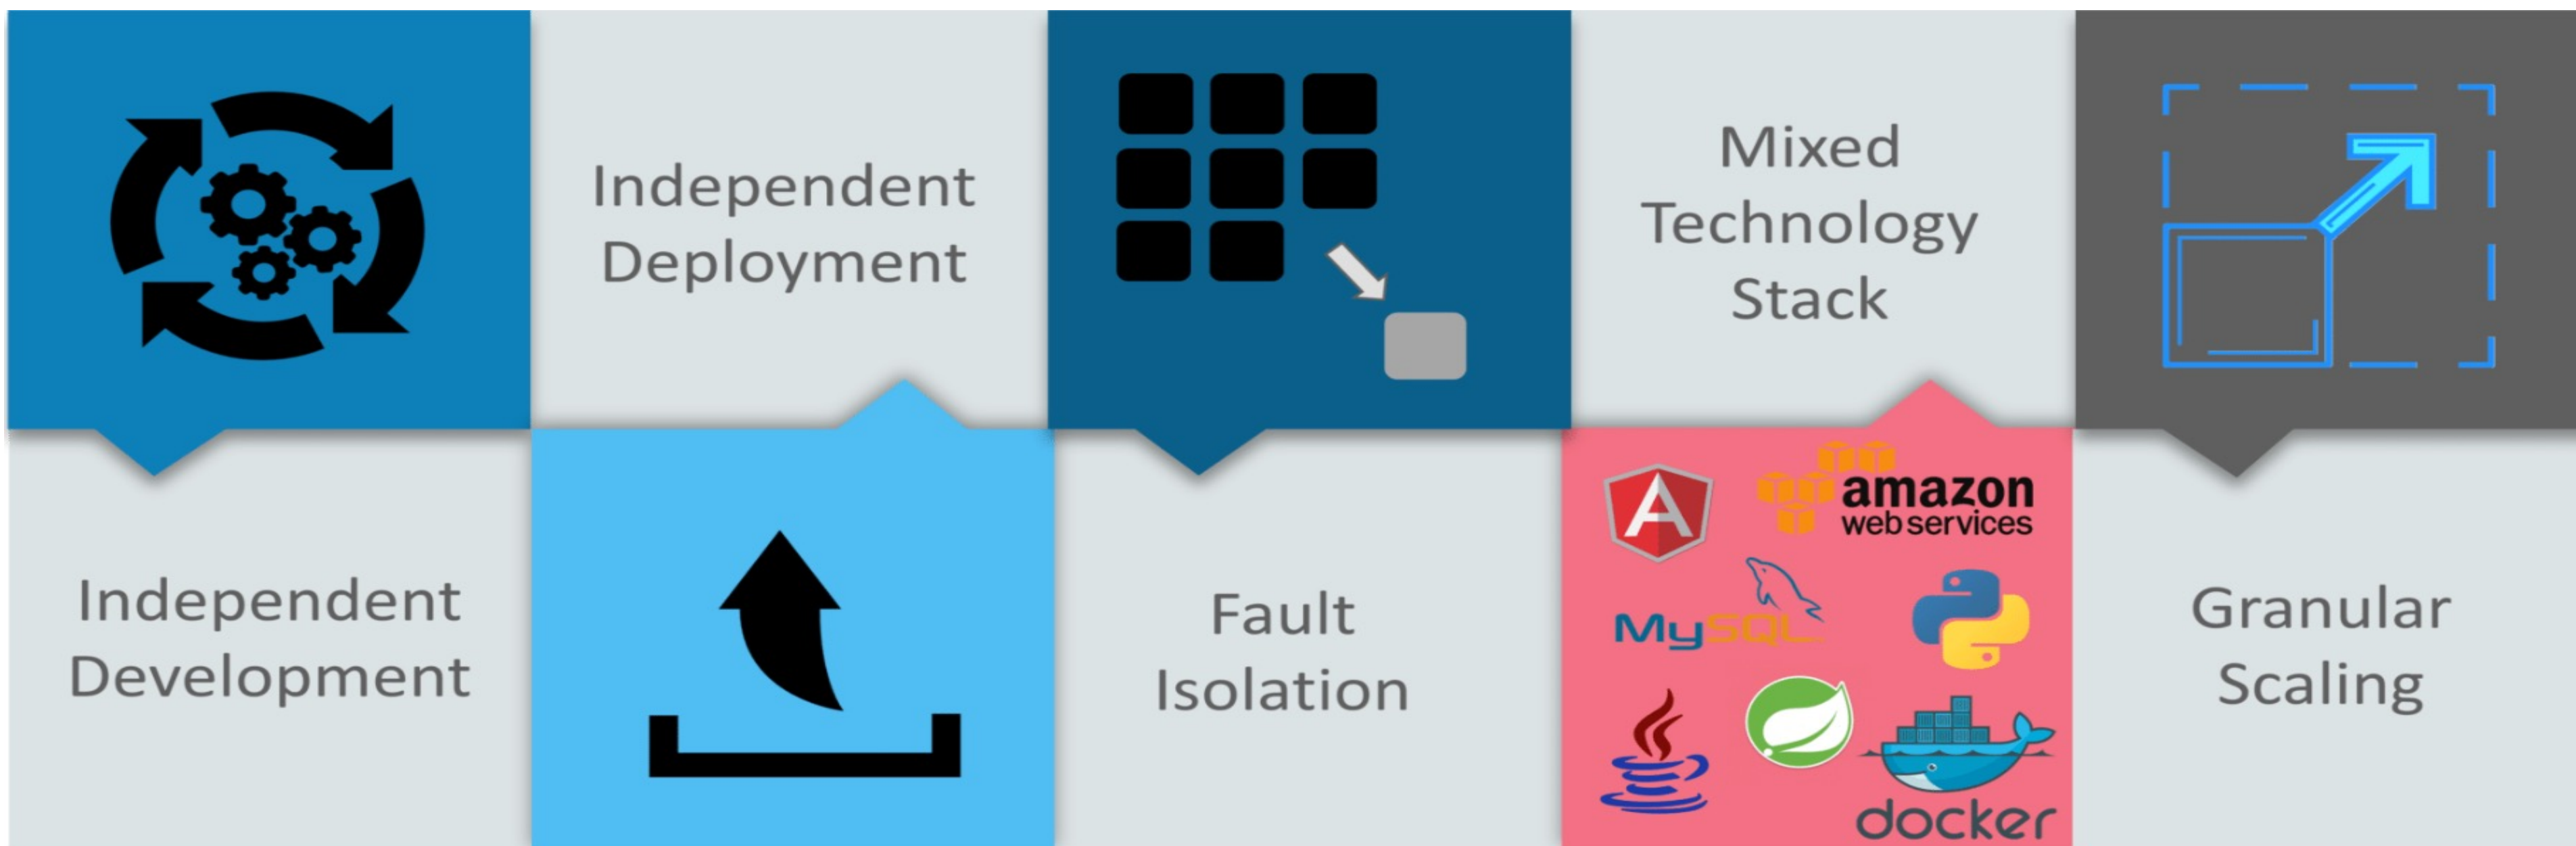 Independent
Development
Independent
Deployment
Fault
Isolation
Mixed
Technology
Stack
A
amazon
web services
MySQL
docker
Granular
Scaling